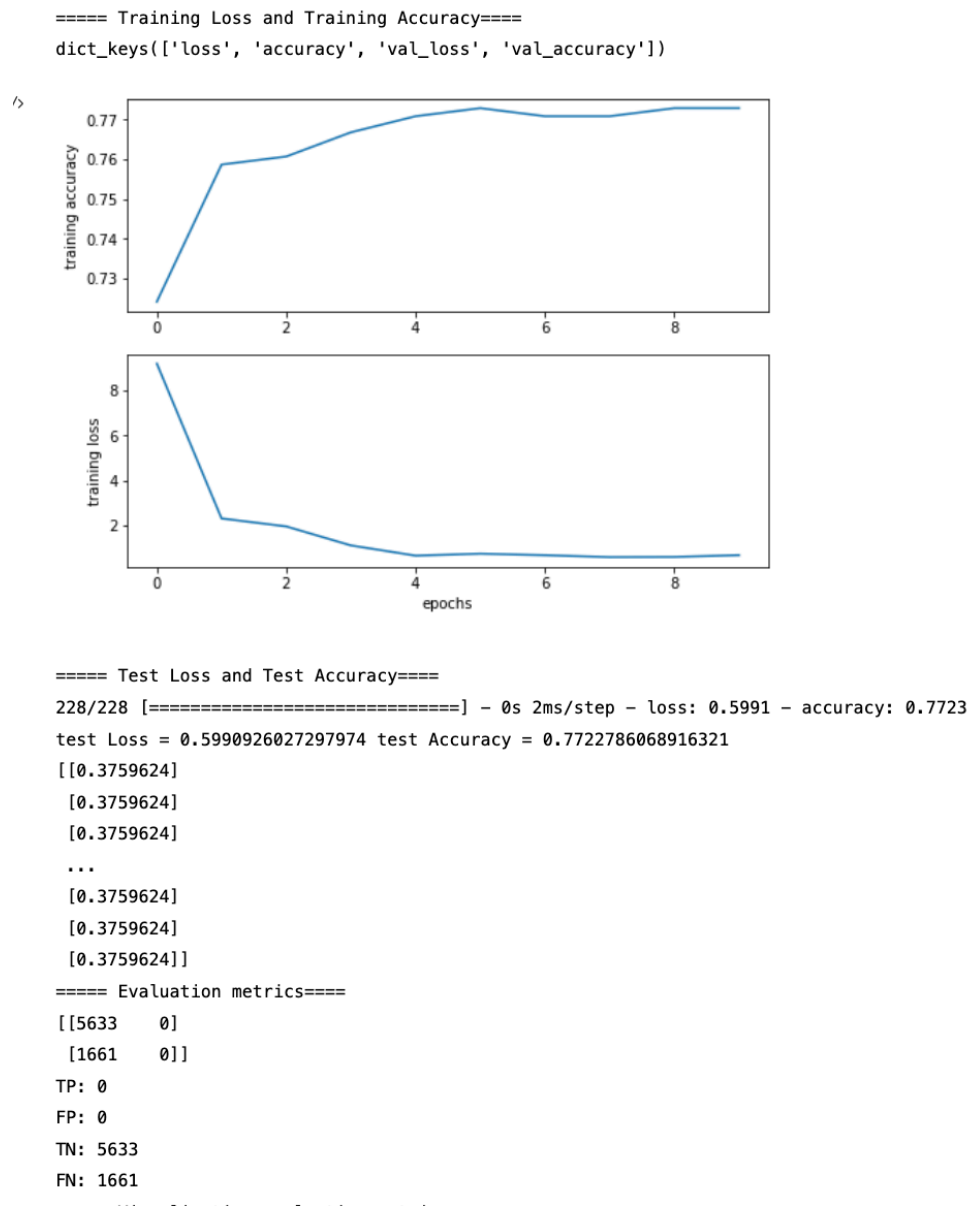 ===== Training Loss and Training Accuracy====
dict_keys(['loss', 'accuracy', 'val_loss', 'val_accuracy'])
/>
0.77
0.76
0.75
0.74
0.73
training accuracy
0 2 4 6 8
8
6
4
2
training loss
0 2 4 6 8
epochs
===== Test Loss and Test Accuracy====
228/228 [==============================] - 0s 2ms/step - loss: 0.5991 - accuracy: 0.7723
test Loss = 0.5990926027297974 test Accuracy = 0.7722786068916321
[[0.3759624]
[0.3759624]
[0.3759624]
...
[0.3759624]
[0.3759624]
[0.3759624]]
===== Evaluation metrics====
[[5633 0]
[1661 0]]
TP: 0
FP: 0
TN: 5633
FN: 1661